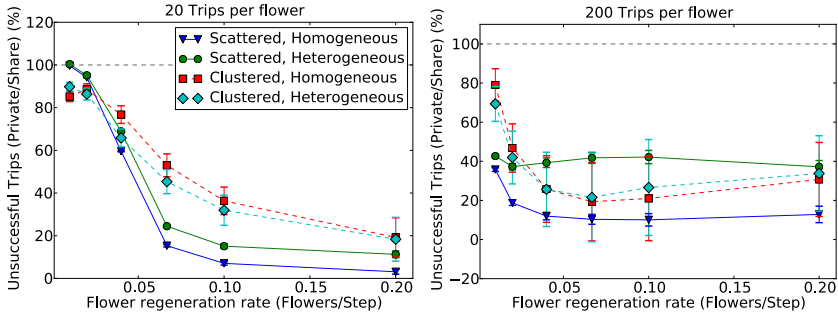 20 Trips per flower
Unsuccessful Trips (Private/Share) (%)
120
100
80
60
40
20
0
0.05
0.10
0.15
0.20
Flower regeneration rate (Flowers/Step)
Scattered, Homogeneous
Scattered, Heterogeneous
Clustered, Homogeneous
Clustered, Heterogeneous
200 Trips per flower
Unsuccessful Trips (Private/Share) (%)
100
80
60
40
20
0
−20
0.05
0.10
0.15
0.20
Flower regeneration rate (Flowers/Step)